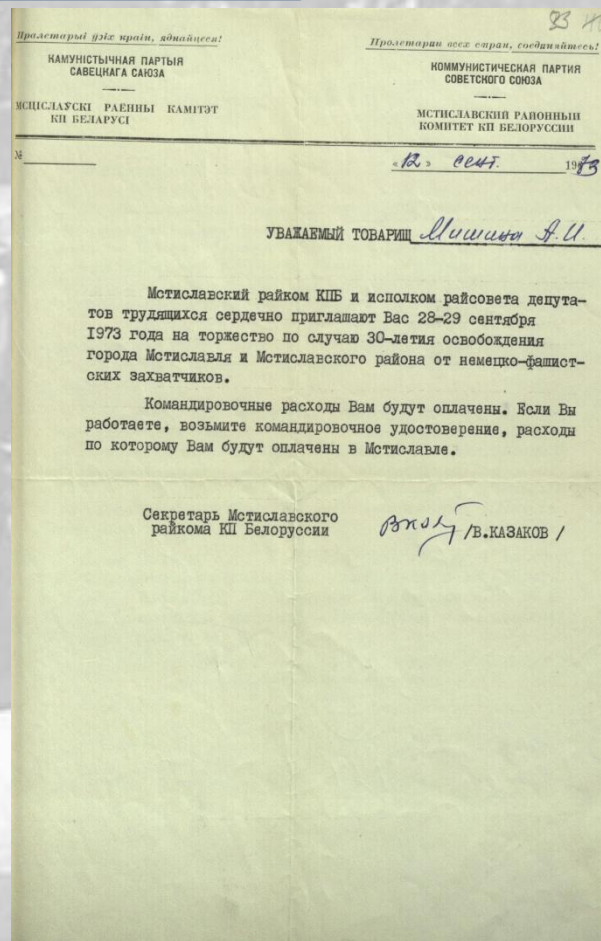 33
Пралетарыі ўсіх краін, яднайцеся!
КАМУНІСТЫЧНАЯ ПАРТЫЯ
САВЕЦКАГА САЮЗА
МСЦІСЛАЎСКІ РАЕННЫ КАМІТЭТ
КП БЕЛАРУСІ
Пролетарии всех стран, соединяйтесь!
КОММУНИСТИЧЕСКАЯ ПАРТИЯ
СОВЕТСКОГО СОЮЗА
МСТИСЛАВСКИЙ РАЙОННЫЙ
КОМИТЕТ КП БЕЛОРУССИИ
№
«12» сент. 1973
УВАЖАЕМЫЙ ТОВАРИЩ Мишина А.И.
Мстиславский райком КПБ и исполком райсовета депута-
тов трудящихся сердечно приглашают Вас 28-29 сентября
1973 года на торжество по случаю 30-летия освобождения
города Мстиславля и Мстиславского района от немецко-фашист-
ских захватчиков.
Командировочные расходы Вам будут оплачены. Если Вы
работаете, возьмите командировочное удостоверение, расходы
по которому Вам будут оплачены в Мстиславле.
Секретарь Мстиславского
райкома КП Белоруссии
/В.КАЗАКОВ/